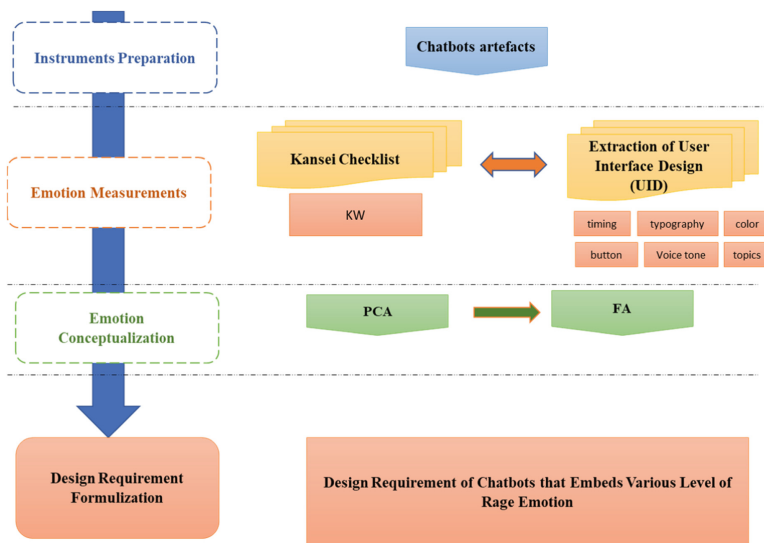 Instruments Preparation
Chatbots artefacts
Emotion Measurements
Kansei Checklist
KW
Extraction of User
Interface Design
(UID)
timing
typography
color
button
Voice tone
topics
Emotion
Conceptualization
PCA
FA
Design Requirement
Formulization
Design Requirement of Chatbots that Embeds Various Level of
Rage Emotion